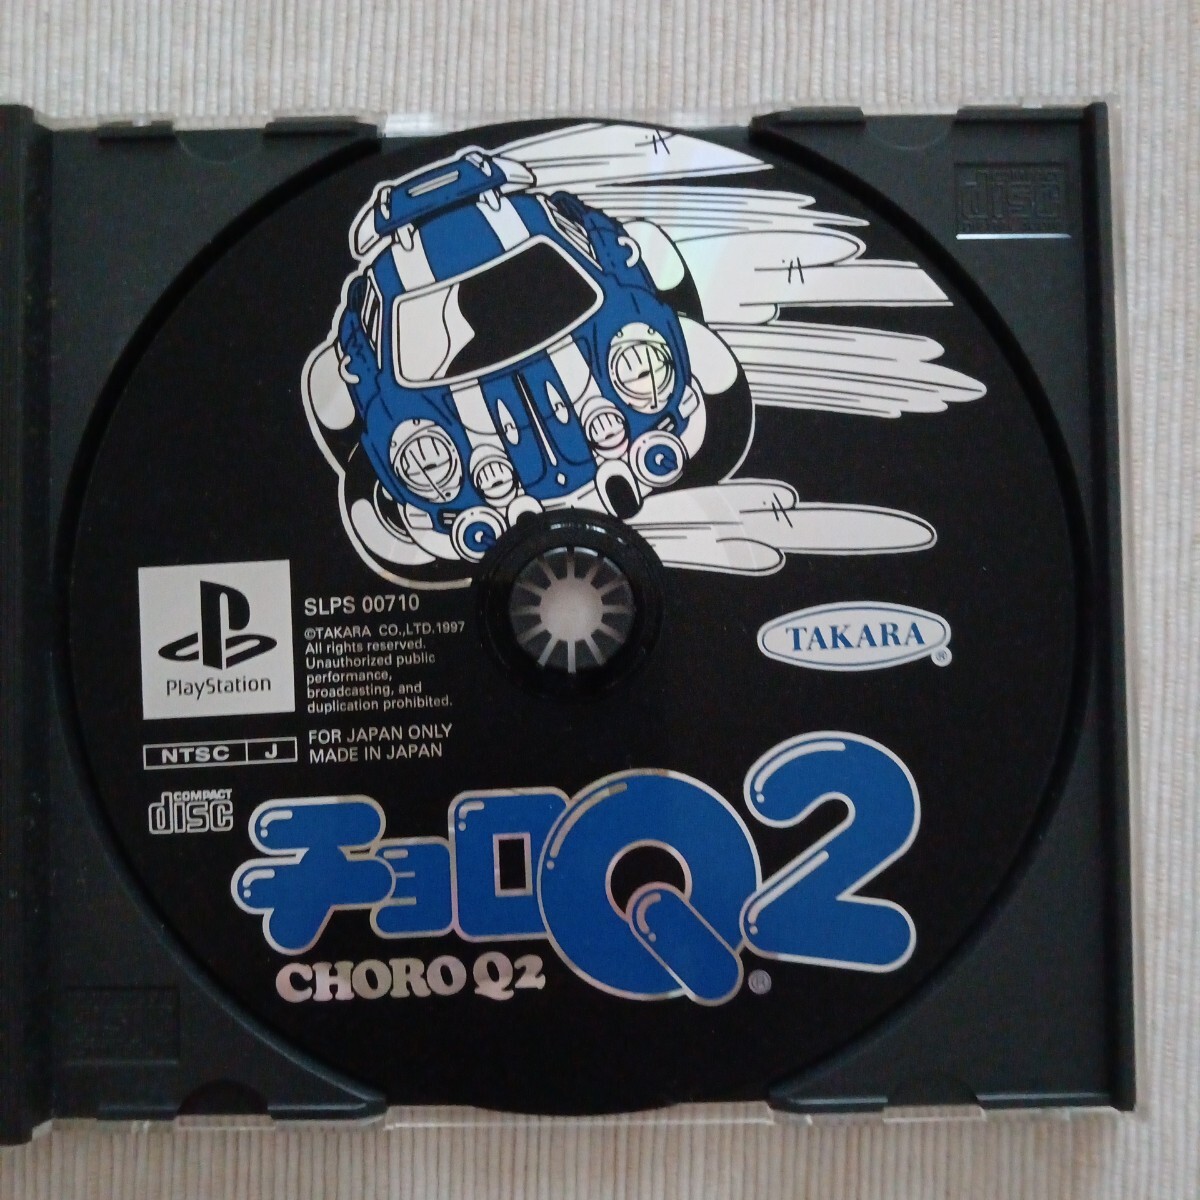 PlayStation
SLPS 00710
©TAKARA CO.,LTD.1997
All rights reserved.
Unauthorized public
performance,
broadcasting, and
duplication prohibited.
FOR JAPAN ONLY
MADE IN JAPAN
NTSC J
COMPACT
disc
TAKARA®
チョロQ2®
CHORO Q2
Q
Q
disc